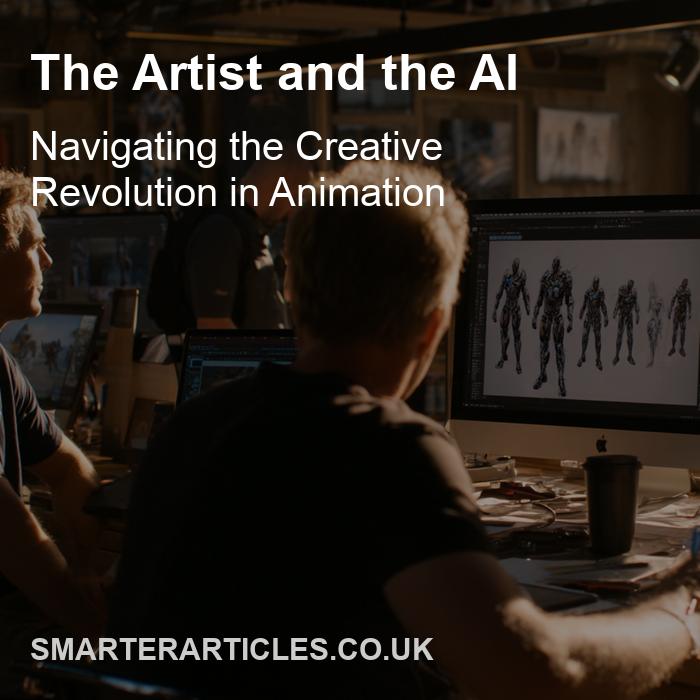 The Artist and the AI
Navigating the Creative
Revolution in Animation
SMARTERARTICLES.CO.UK